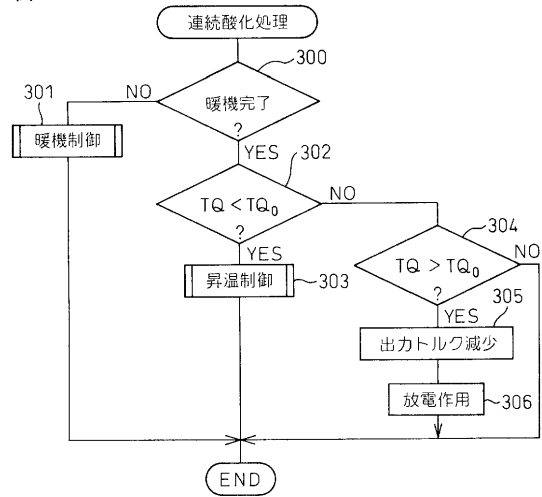 連続酸化処理
300
暖機完了
?
NO
301
暖機制御
YES
302
TQ<TQ₀
?
NO
YES
昇温制御
303
304
TQ>TQ₀
?
NO
YES
305
出力トルク減少
放電作用
306
END